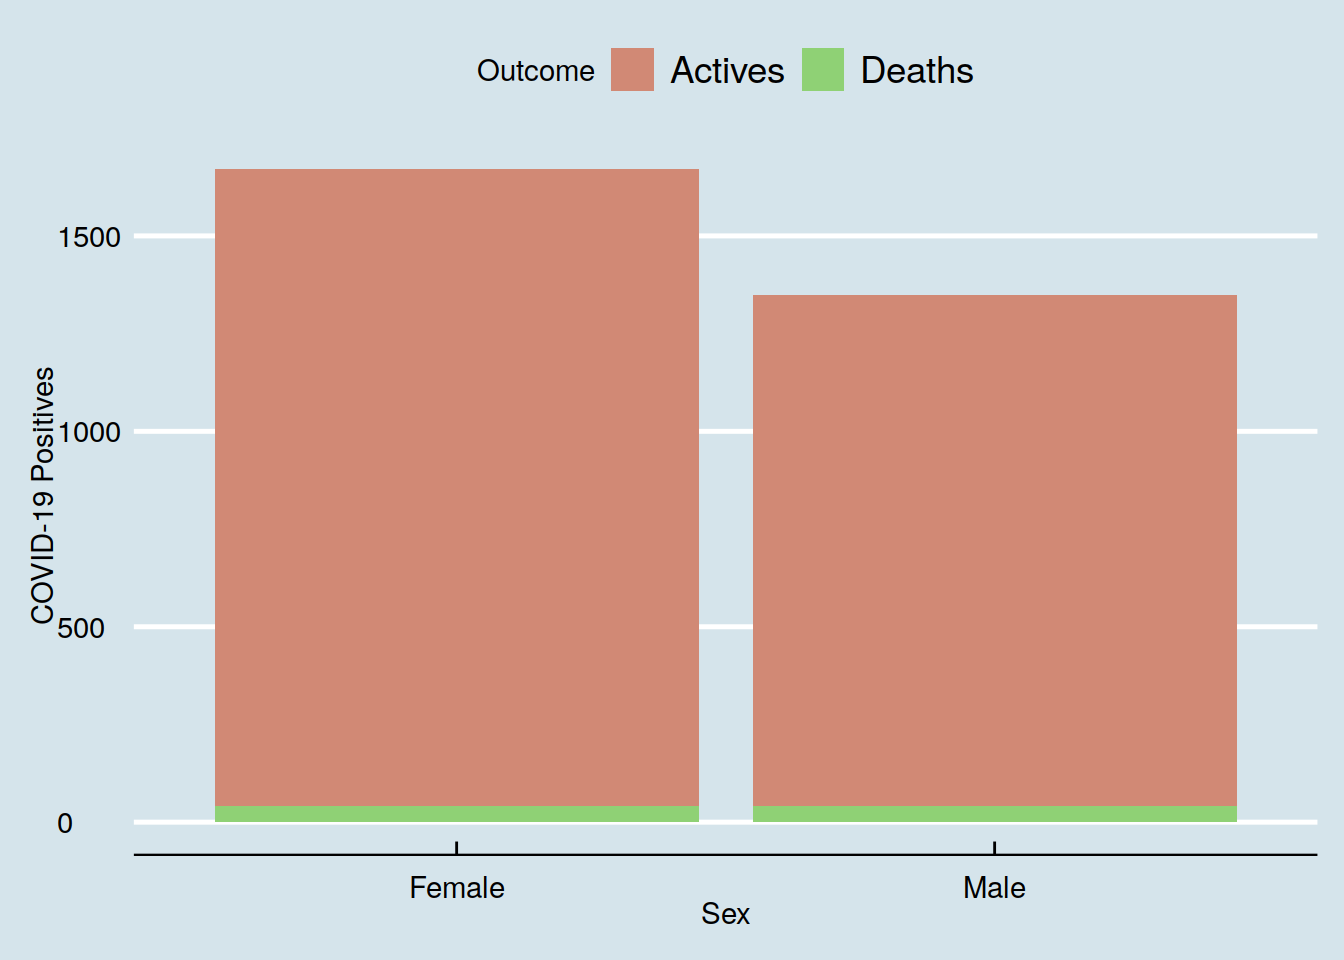 Outcome Actives Deaths
COVID-19 Positives
1500
1000
500
0
Female Male
Sex